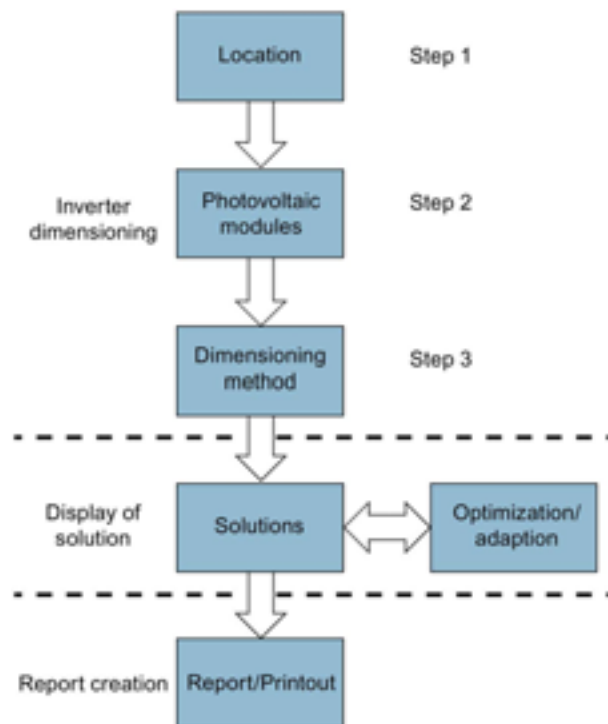 Location
Step 1
Inverter
dimensioning
Photovoltaic
modules
Step 2
Dimensioning
method
Step 3
Display of
solution
Solutions
Optimization/
adaption
Report creation
Report/Printout